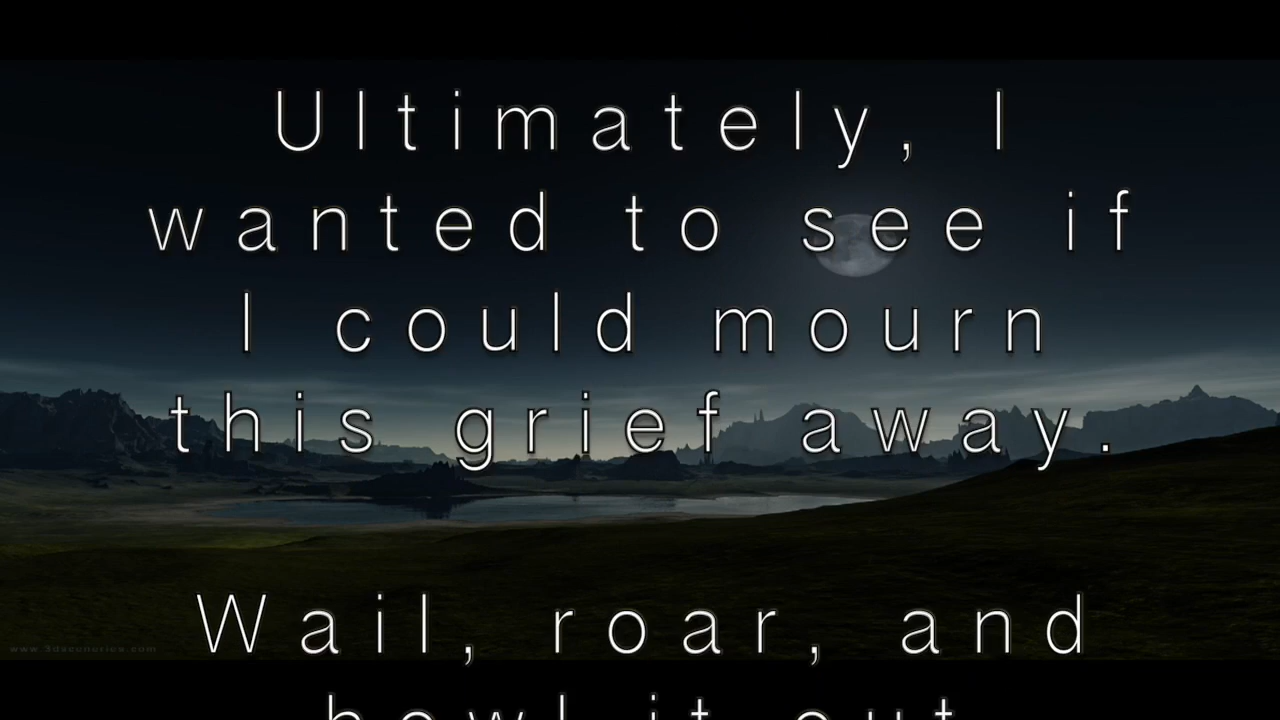 Ultimately, I
wanted to see if
I could mourn
this grief away.
Wail, roar, and
howl it out